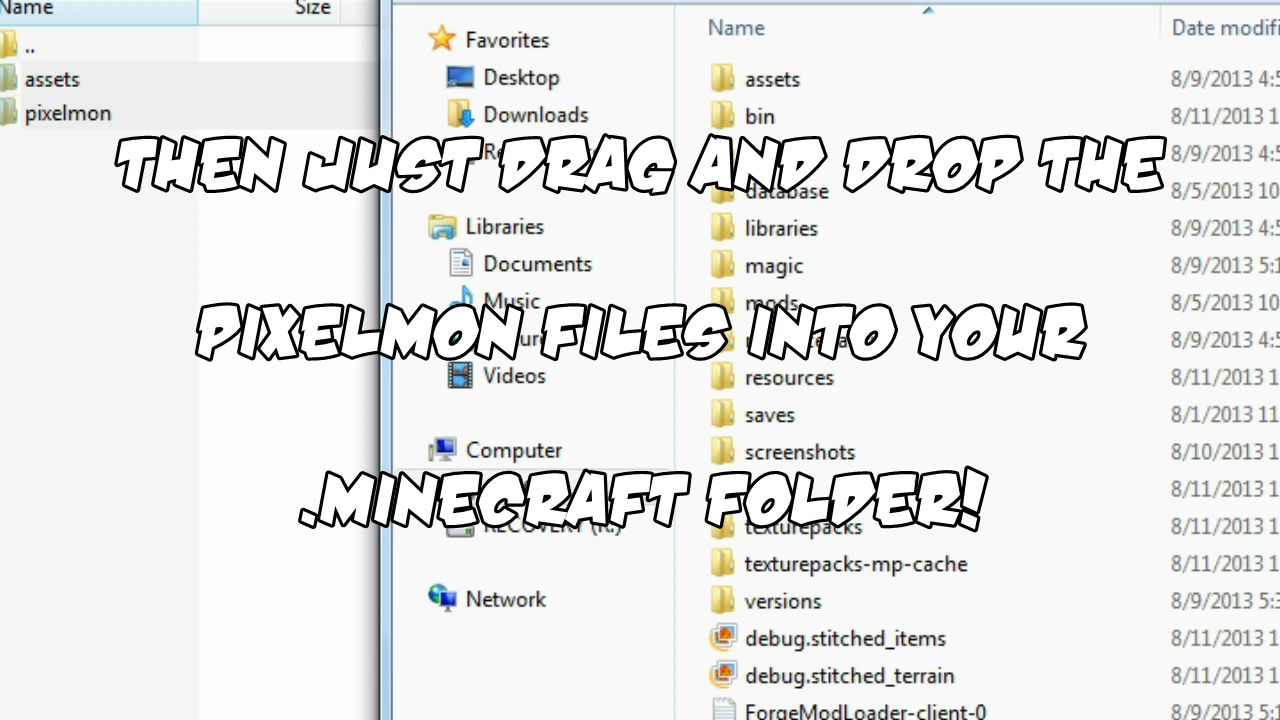 Name Size
..
assets
pixelmon
Favorites
Desktop
Downloads
Libraries
Documents
Music
Videos
Computer
RECOVERY (R:)
Network
Name Date modifi
assets 8/9/2013 4:5
bin 8/11/2013 1
8/9/2013 4:5
database 8/5/2013 10
libraries 8/9/2013 4:5
magic 8/9/2013 5:1
mods 8/5/2013 10
8/9/2013 4:5
resources 8/11/2013 1
saves 8/1/2013 11
screenshots 8/10/2013 1
8/11/2013 1
texturepacks 8/11/2013 1
texturepacks-mp-cache 8/11/2013 1
versions 8/9/2013 5:3
debug.stitched_items 8/11/2013 1
debug.stitched_terrain 8/11/2013 1
ForgeModLoader-client-0 8/9/2013 5:1
THEN JUST DRAG AND DROP THE
PIXELMON FILES INTO YOUR
.MINECRAFT FOLDER!